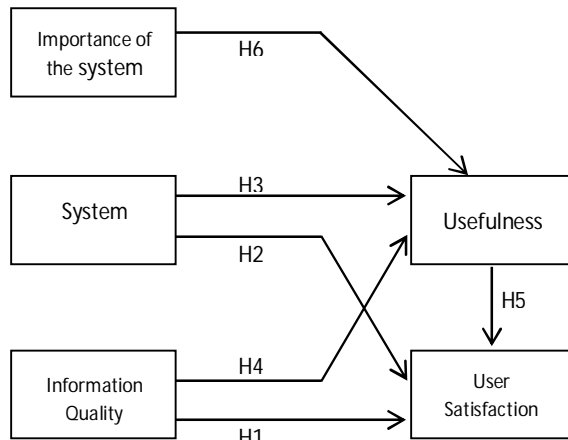 Importance of
the system
H6
System
H3
H2
Usefulness
H5
Information
Quality
H4
H1
User
Satisfaction